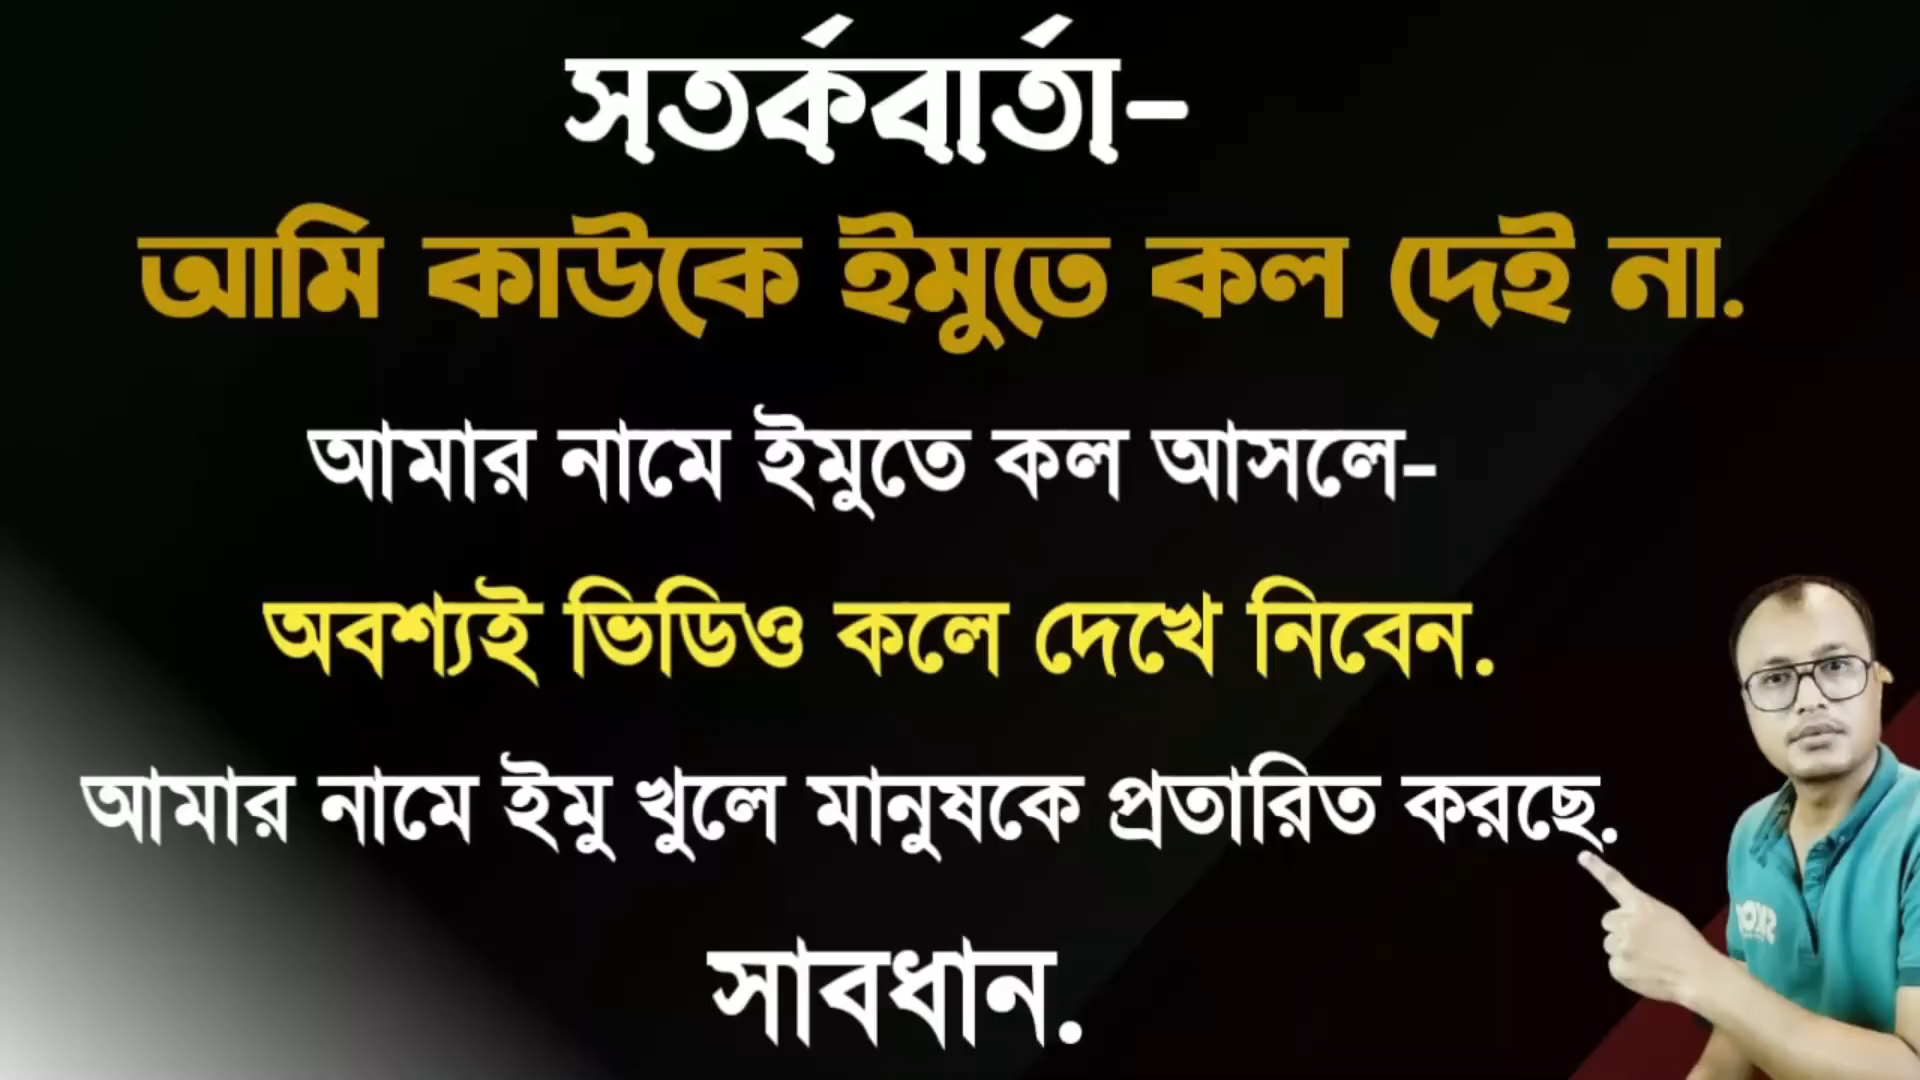 সতর্কবার্তা-
আমি কাউকে ইমুতে কল দেই না.
আমার নামে ইমুতে কল আসলে-
অবশ্যই ভিডিও কলে দেখে নিবেন.
আমার নামে ইমু খুলে মানুষকে প্রতারিত করছে.
সাবধান.